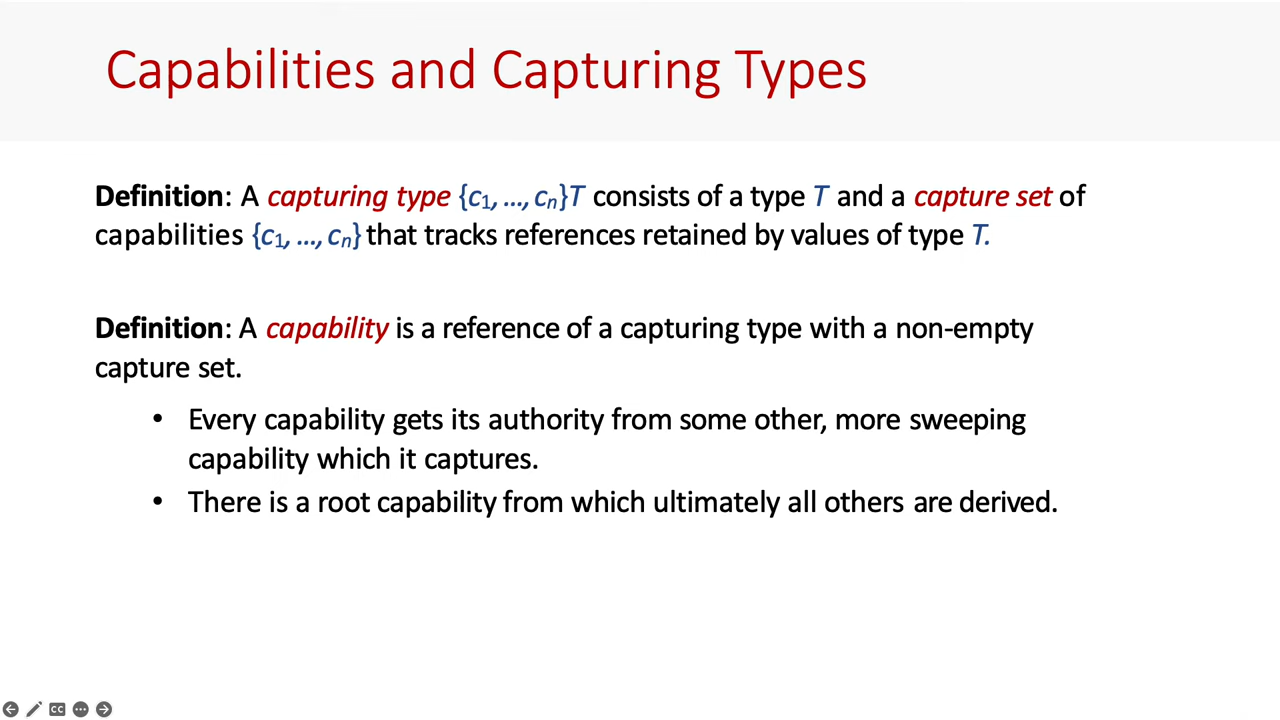 Capabilities and Capturing Types
Definition: A capturing type {c₁, …, cₙ}T consists of a type T and a capture set of
capabilities {c₁, …, cₙ} that tracks references retained by values of type T.
Definition: A capability is a reference of a capturing type with a non-empty
capture set.
• Every capability gets its authority from some other, more sweeping
capability which it captures.
• There is a root capability from which ultimately all others are derived.
CC